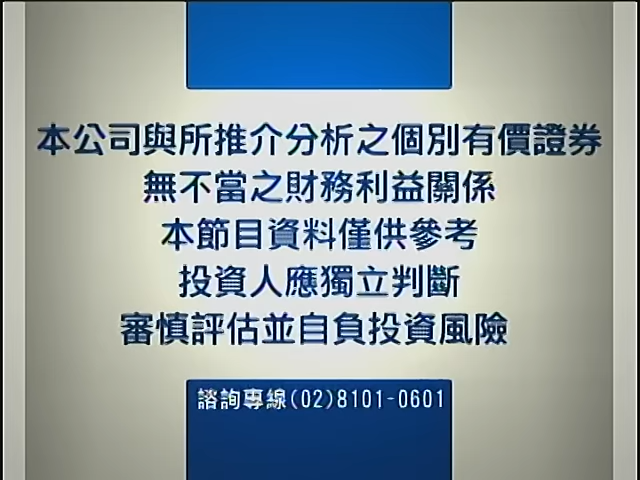 本公司與所推介分析之個別有價證券
無不當之財務利益關係
本節目資料僅供參考
投資人應獨立判斷
審慎評估並自負投資風險
諮詢專線(02)8101-0601